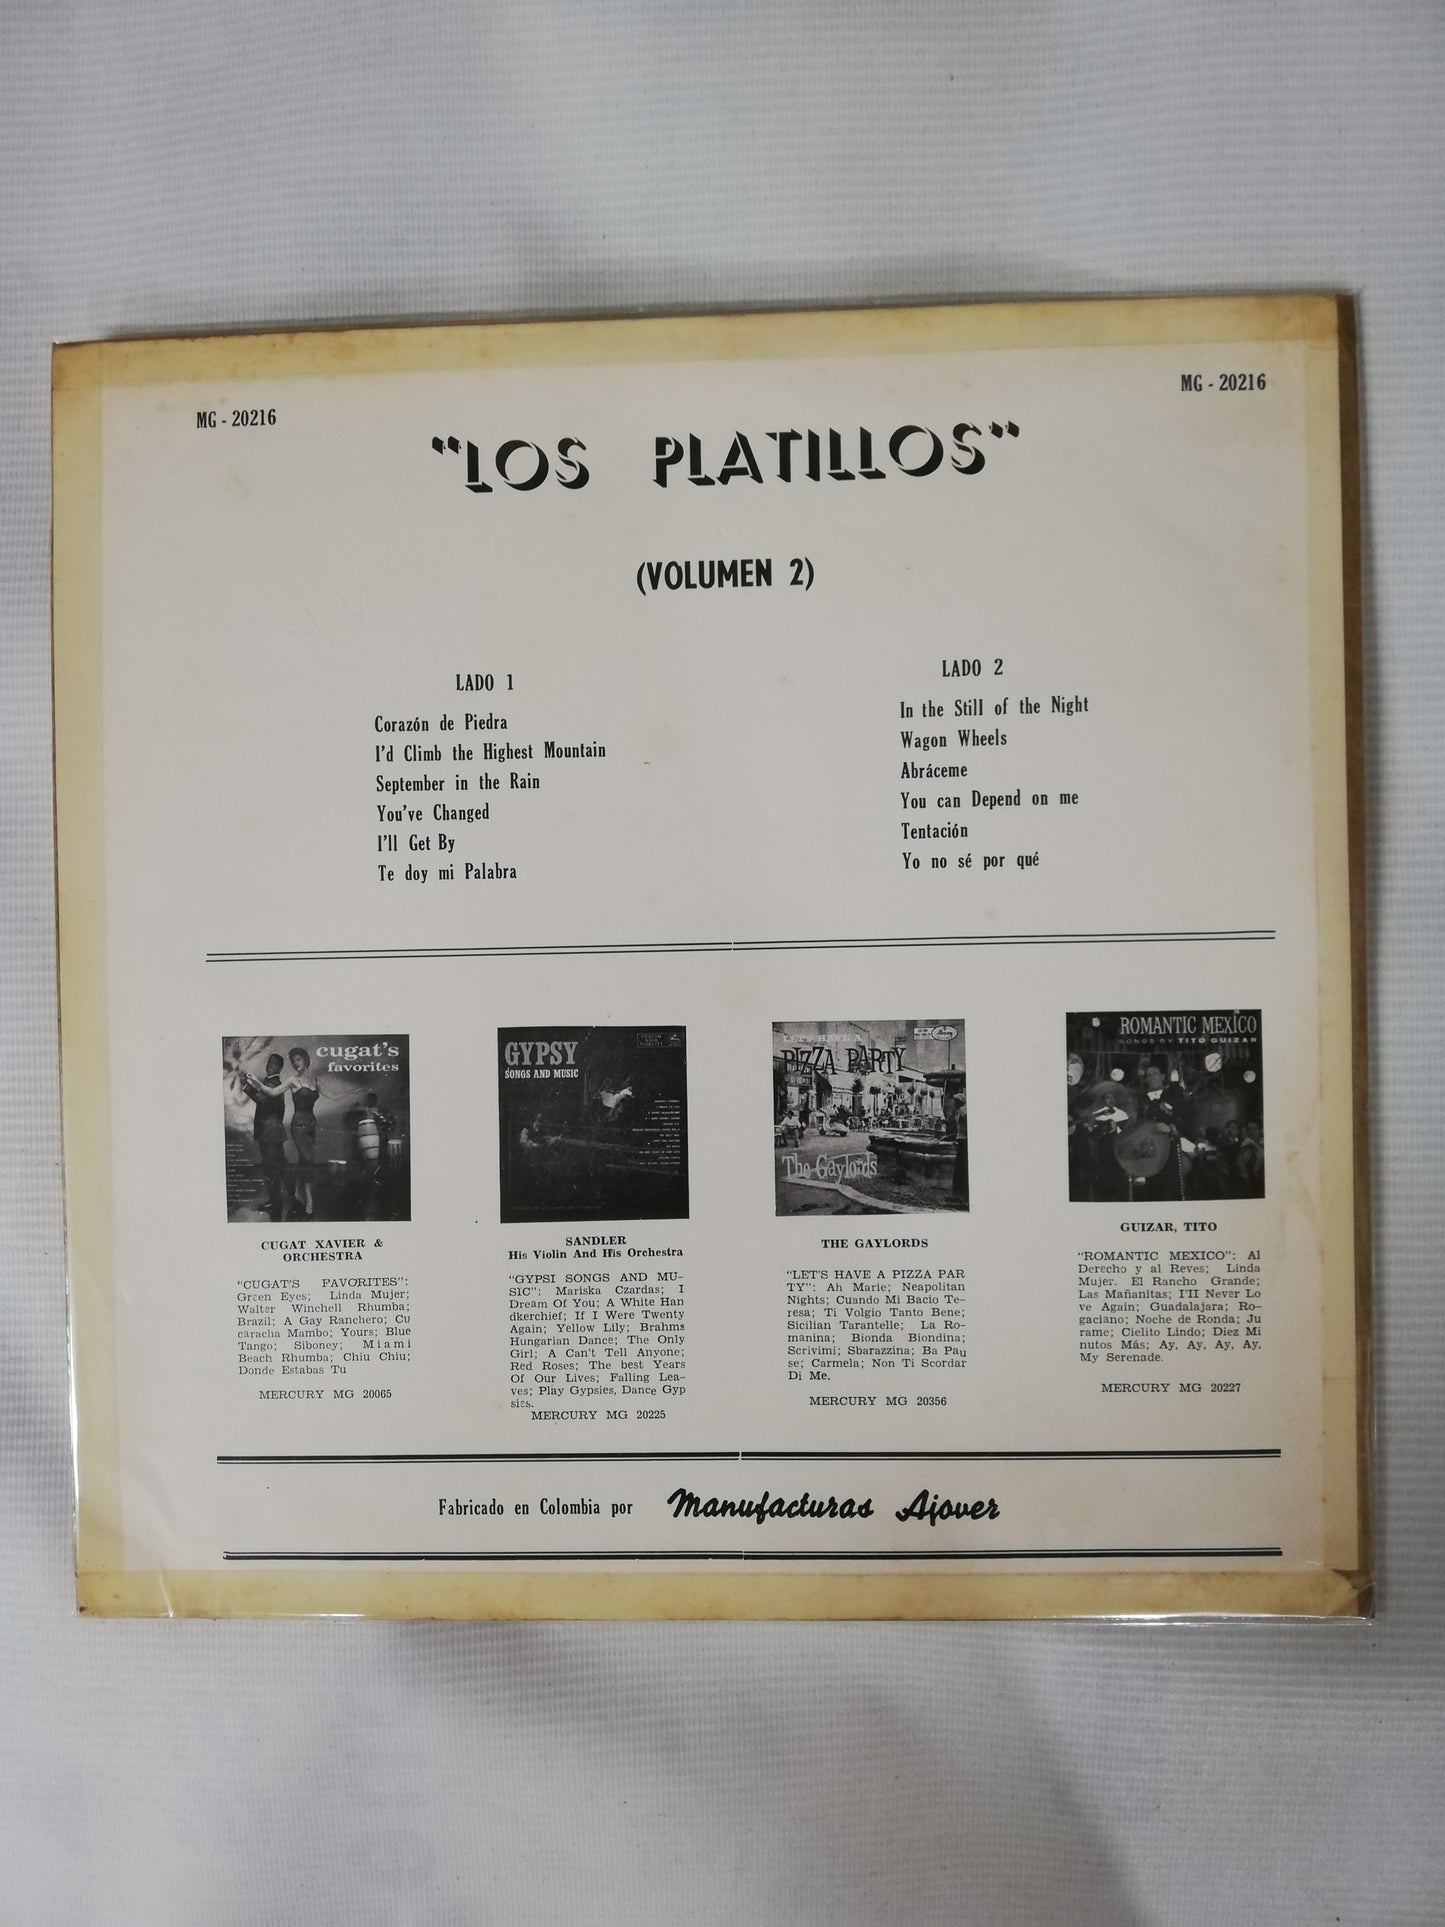 MG - 20216
MG - 20216
"LOS PLATILLOS"
(VOLUMEN 2)
LADO 1
Corazón de Piedra
I'd Climb the Highest Mountain
September in the Rain
You've Changed
I'll Get By
Te doy mi Palabra
LADO 2
In the Still of the Night
Wagon Wheels
Abráceme
You can Depend on me
Tentación
Yo no sé por qué
cugat's
favorites
CUGAT XAVIER &
ORCHESTRA
"CUGAT'S FAVORITES":
Green Eyes; Linda Mujer;
Walter Winchell Rhumba;
Brazil; A Gay Ranchero; Cu
caracha Mambo; Yours; Blue
Tango; Siboney; Miami
Beach Rhumba; Chiu Chiu;
Donde Estabas Tu
MERCURY MG 20065
GYPSY
SONGS AND MUSIC
SANDLER
His Violin And His Orchestra
"GYPSI SONGS AND MU-
SIC": Mariska Czardas; I
Dream Of You; A White Han
dkerchief; If I Were Twenty
Again; Yellow Lily; Brahms
Hungarian Dance; The Only
Girl; A Can't Tell Anyone;
Red Roses; The best Years
Of Our Lives; Falling Lea-
ves; Play Gypsies, Dance Gyp
sies.
MERCURY MG 20225
LET'S HAVE A
PIZZA PARTY
The Gaylords
THE GAYLORDS
"LET'S HAVE A PIZZA PAR
TY": Ah Marie; Neapolitan
Nights; Cuando Mi Bacio Te-
resa; Ti Volgio Tanto Bene;
Sicilian Tarantelle; La Ro-
manina; Bionda Biondina;
Scrivimi; Sbarazzina; Ba Pau
se; Carmela; Non Ti Scordar
Di Me.
MERCURY MG 20356
ROMANTIC MEXICO
SONGS BY TITO GUIZAR
GUIZAR, TITO
"ROMANTIC MEXICO": Al
Derecho y al Reves; Linda
Mujer. El Rancho Grande;
Las Mañanitas; I'II Never Lo
ve Again; Guadalajara; Ro-
gaciano; Noche de Ronda; Ju
rame; Cielito Lindo; Diez Mi
nutos Más; Ay, Ay, Ay, Ay,
My Serenade.
MERCURY MG 20227
Fabricado en Colombia por Manufacturas Ajover